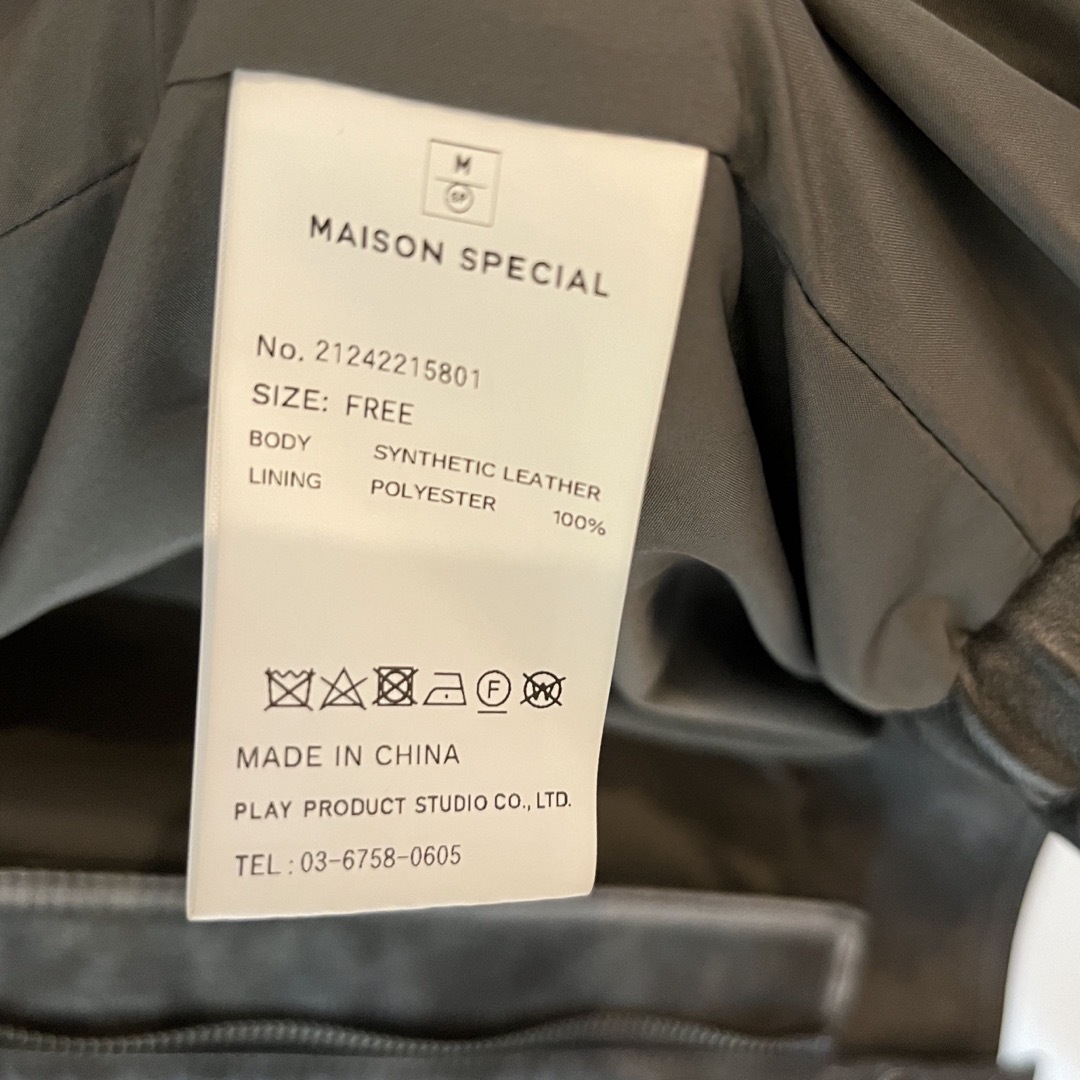 M
SP
MAISON SPECIAL
No. 21242215801
SIZE: FREE
BODY SYNTHETIC LEATHER
LINING POLYESTER 100%
F W
MADE IN CHINA
PLAY PRODUCT STUDIO CO., LTD.
TEL : 03-6758-0605